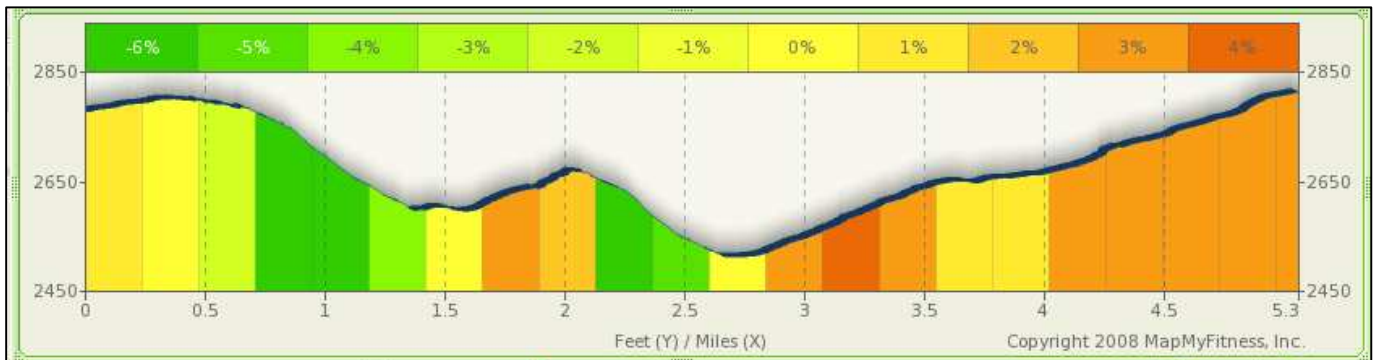 -6% -5% -4% -3% -2% -1% 0% 1% 2% 3% 4%
2850 2850
2650 2650
2450 2450
0 0.5 1 1.5 2 2.5 3 3.5 4 4.5 5.3
Feet (Y) / Miles (X) Copyright 2008 MapMyFitness, Inc.